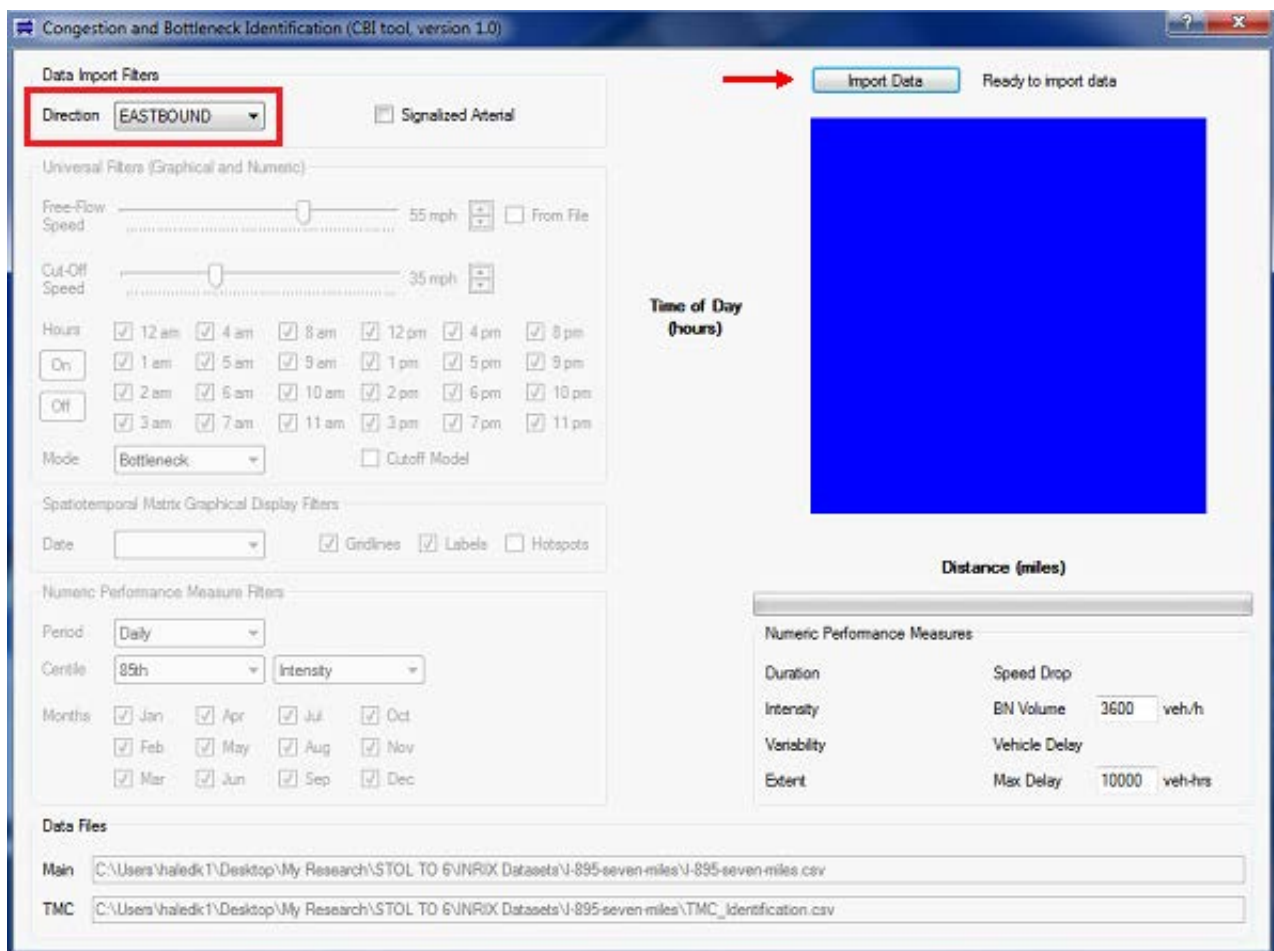 Congestion and Bottleneck Identification (CBI tool, version 1.0)
Data Import Filters
Direction EASTBOUND Signalized Arterial
Import Data Ready to import data
Universal Filters (Graphical and Numeric)
Free-Flow Speed 55 mph From File
Cut-Off Speed 35 mph
Hours 12 am 4 am 8 am 12 pm 4 pm 8 pm
On 1 am 5 am 9 am 1 pm 5 pm 9 pm
2 am 6 am 10 am 2 pm 6 pm 10 pm
Off 3 am 7 am 11 am 3 pm 7 pm 11 pm
Mode Bottleneck Cutoff Model
Time of Day
(hours)
Spatiotemporal Matrix Graphical Display Filters
Date Gridlines Labels Hotspots
Distance (miles)
Numeric Performance Measure Filters
Period Daily
Centile 85th Intensity
Months Jan Apr Jul Oct
Feb May Aug Nov
Mar Jun Sep Dec
Numeric Performance Measures
Duration Speed Drop
Intensity BN Volume 3600 veh/h
Variability Vehicle Delay
Extent Max Delay 10000 veh-hrs
Data Files
Main C:\Users\haledk1\Desktop\My Research\STOL TO 6\INRIX Datasets\I-895-seven-miles\I-895-seven-miles.csv
TMC C:\Users\haledk1\Desktop\My Research\STOL TO 6\INRIX Datasets\I-895-seven-miles\TMC_Identification.csv